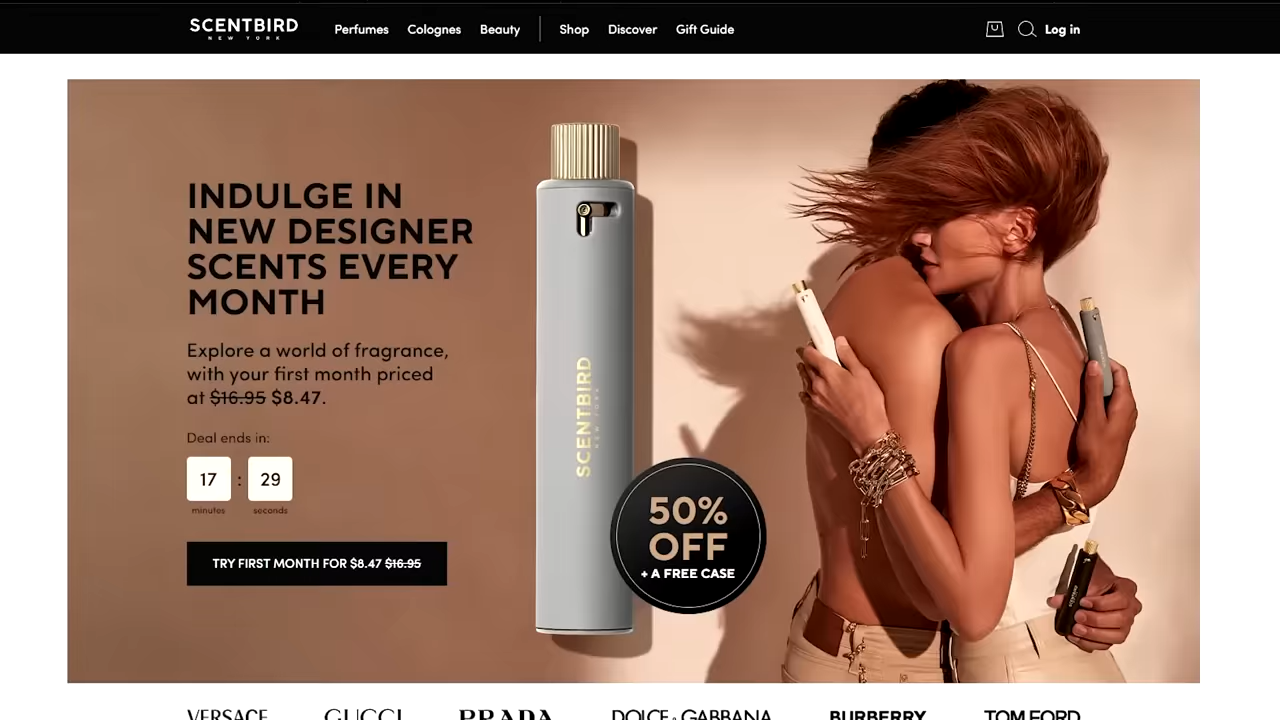 SCENTBIRD
NEW YORK
Perfumes Colognes Beauty Shop Discover Gift Guide Log in
INDULGE IN
NEW DESIGNER
SCENTS EVERY
MONTH
Explore a world of fragrance,
with your first month priced
at $16.95 $8.47.
Deal ends in:
17 : 29
minutes seconds
TRY FIRST MONTH FOR $8.47 $16.95
SCENTBIRD
NEW YORK
50%
OFF
+ A FREE CASE
VERSACE GUCCI PRADA DOLCE & GABBANA BURBERRY TOM FORD